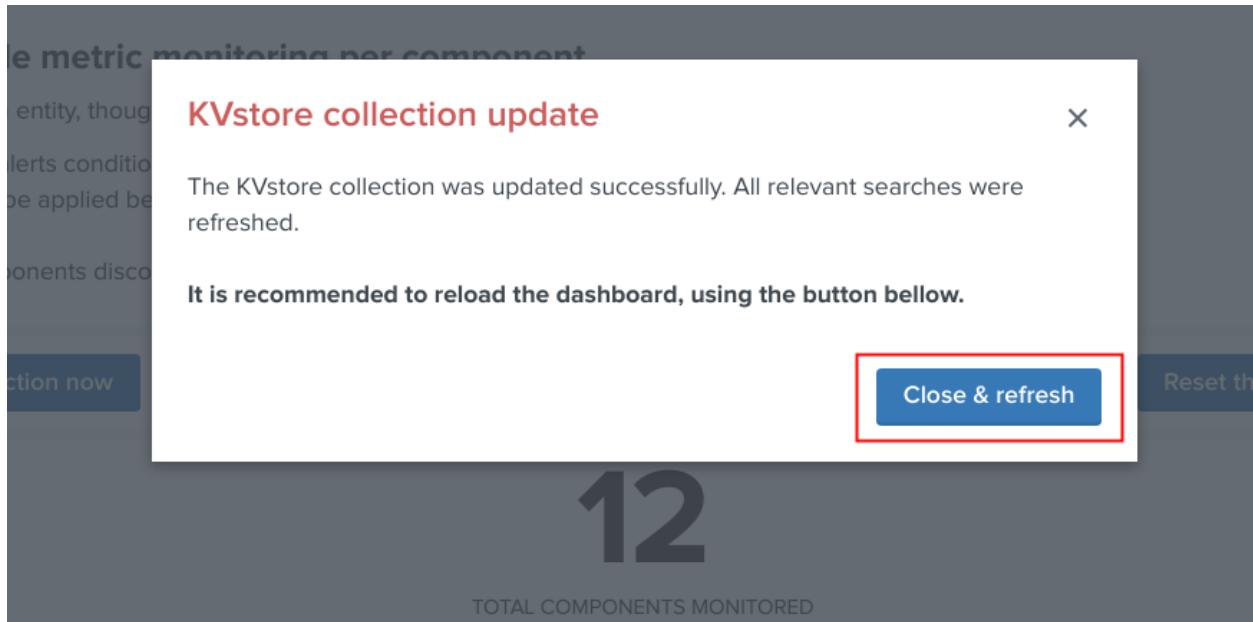 le metric monitoring per component
entity, thoug
KVstore collection update
lerts conditio
be applied be
The KVstore collection was updated successfully. All relevant searches were
refreshed.
ponents disco
It is recommended to reload the dashboard, using the button bellow.
ction now
Close & refresh
Reset th
12
TOTAL COMPONENTS MONITORED